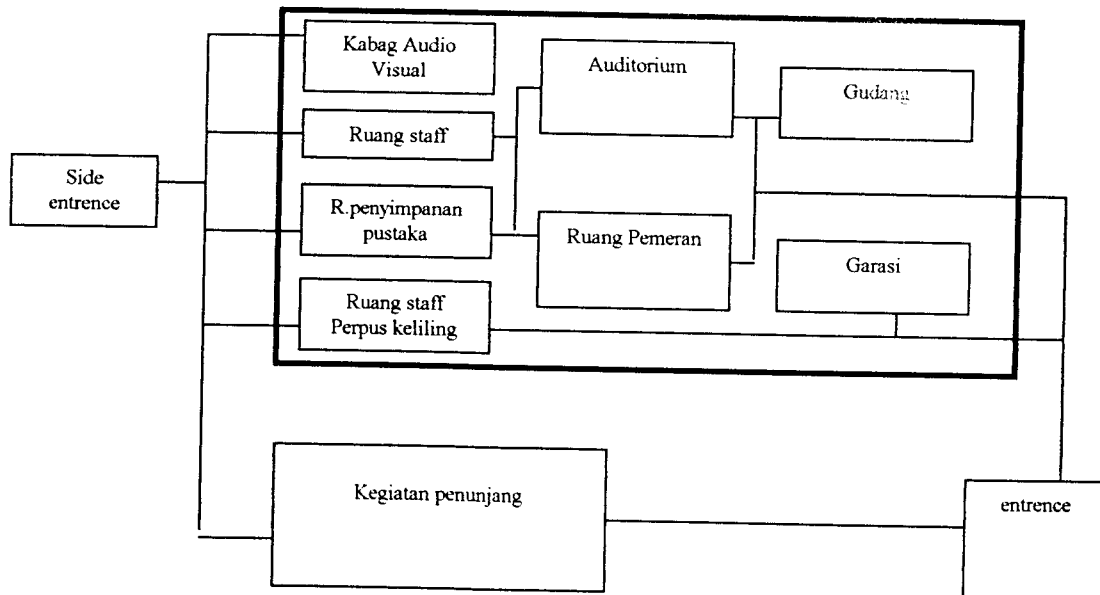 Kabag Audio
Visual
Auditorium
Gudang
Ruang staff
Side
entrence
R.penyimpanan
pustaka
Ruang Pemeran
Garasi
Ruang staff
Perpus keliling
Kegiatan penunjang
entrence